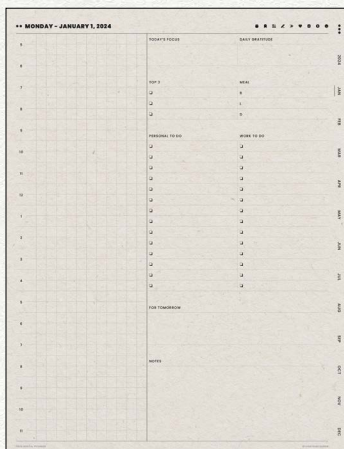 MONDAY - JANUARY 1, 2024
TODAY'S FOCUS
DAILY GRATITUDE
5
6
7
8
9
10
11
12
1
2
3
4
5
6
7
8
9
10
11
TOP 3
MEAL
B
L
D
PERSONAL TO DO
WORK TO DO
FOR TOMORROW
NOTES
2024
JAN
FEB
MAR
APR
MAY
JUN
JUL
AUG
SEP
OCT
NOV
DEC